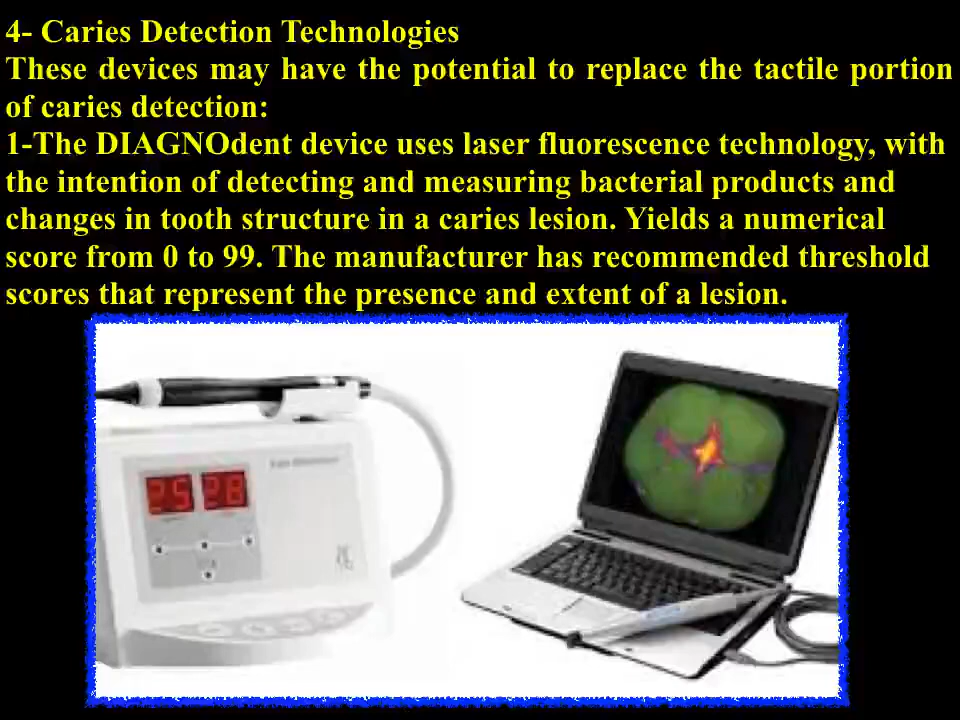 4- Caries Detection Technologies
These devices may have the potential to replace the tactile portion
of caries detection:
1-The DIAGNOdent device uses laser fluorescence technology, with
the intention of detecting and measuring bacterial products and
changes in tooth structure in a caries lesion. Yields a numerical
score from 0 to 99. The manufacturer has recommended threshold
scores that represent the presence and extent of a lesion.
25 28